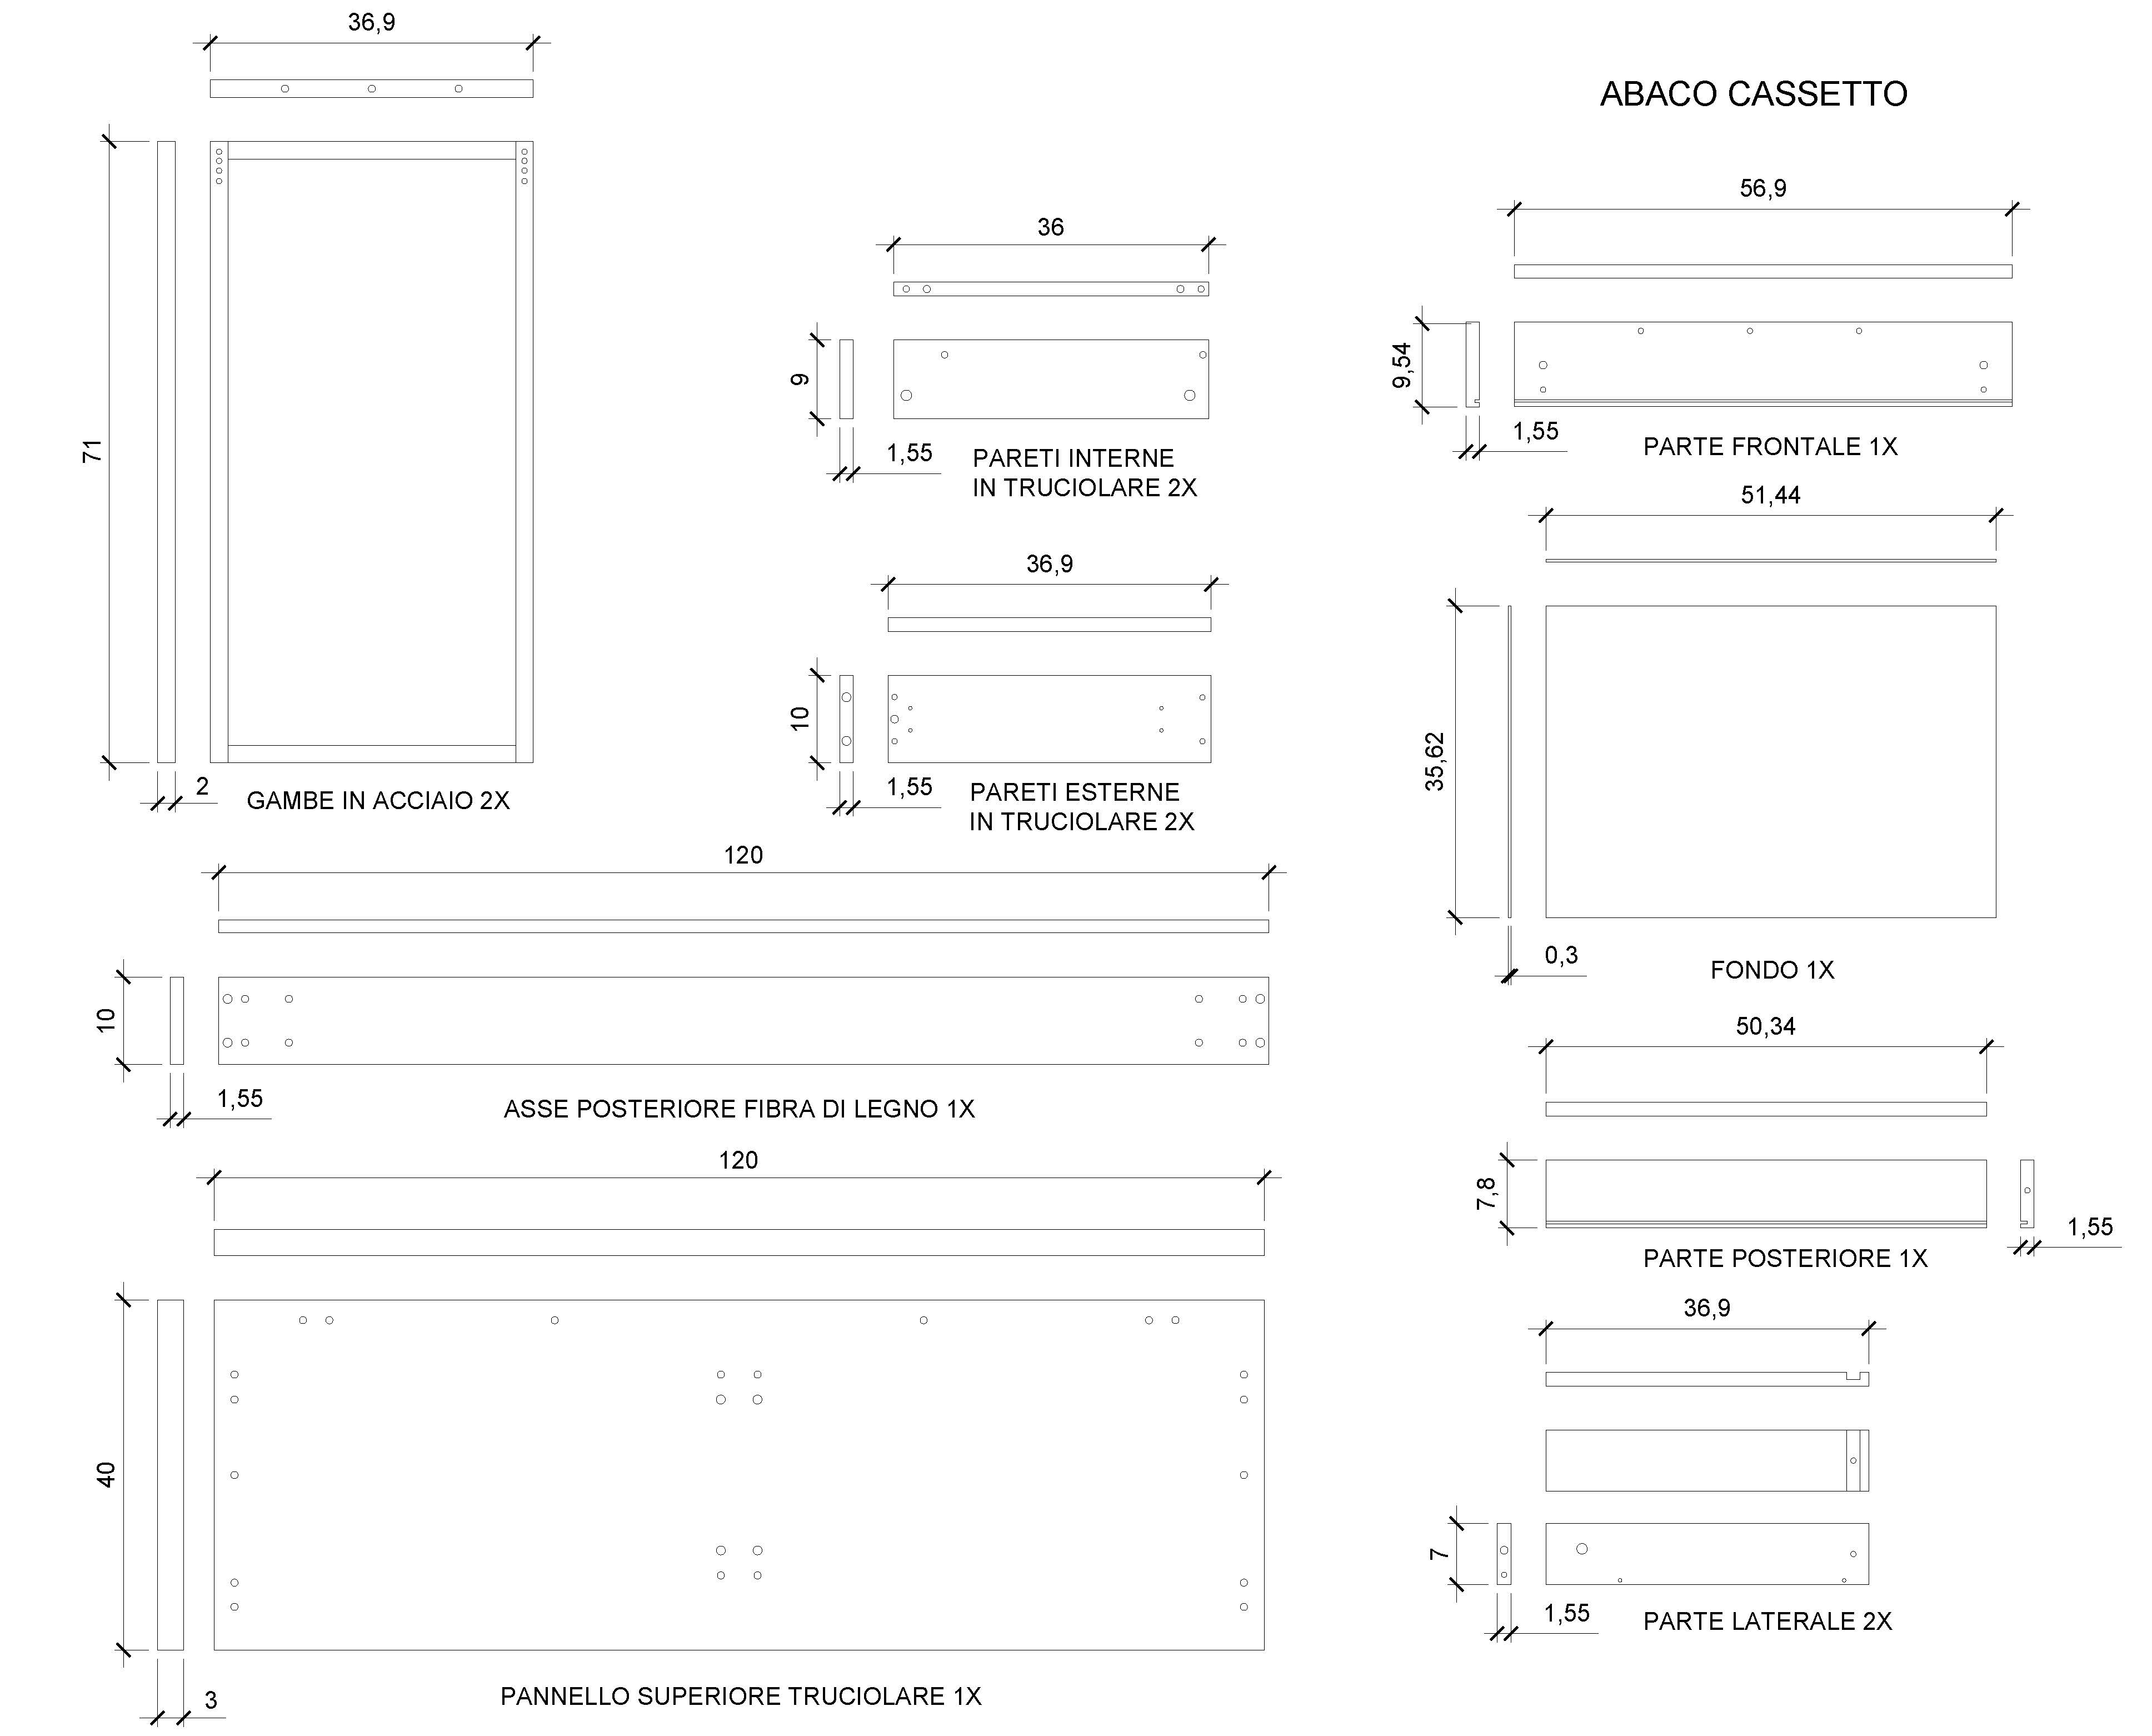 36,9
71
2
GAMBE IN ACCIAIO 2X
36
9
1,55
PARETI INTERNE
IN TRUCIOLARE 2X
36,9
10
1,55
PARETI ESTERNE
IN TRUCIOLARE 2X
120
10
1,55
ASSE POSTERIORE FIBRA DI LEGNO 1X
120
40
3
PANNELLO SUPERIORE TRUCIOLARE 1X
ABACO CASSETTO
56,9
9,54
1,55
PARTE FRONTALE 1X
51,44
35,62
0,3
FONDO 1X
50,34
7,8
1,55
PARTE POSTERIORE 1X
36,9
7
1,55
PARTE LATERALE 2X